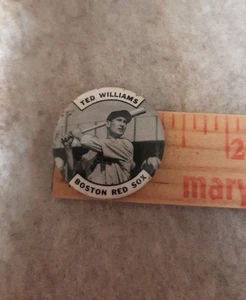 TED WILLIAMS
BOSTON RED SOX
2
mary